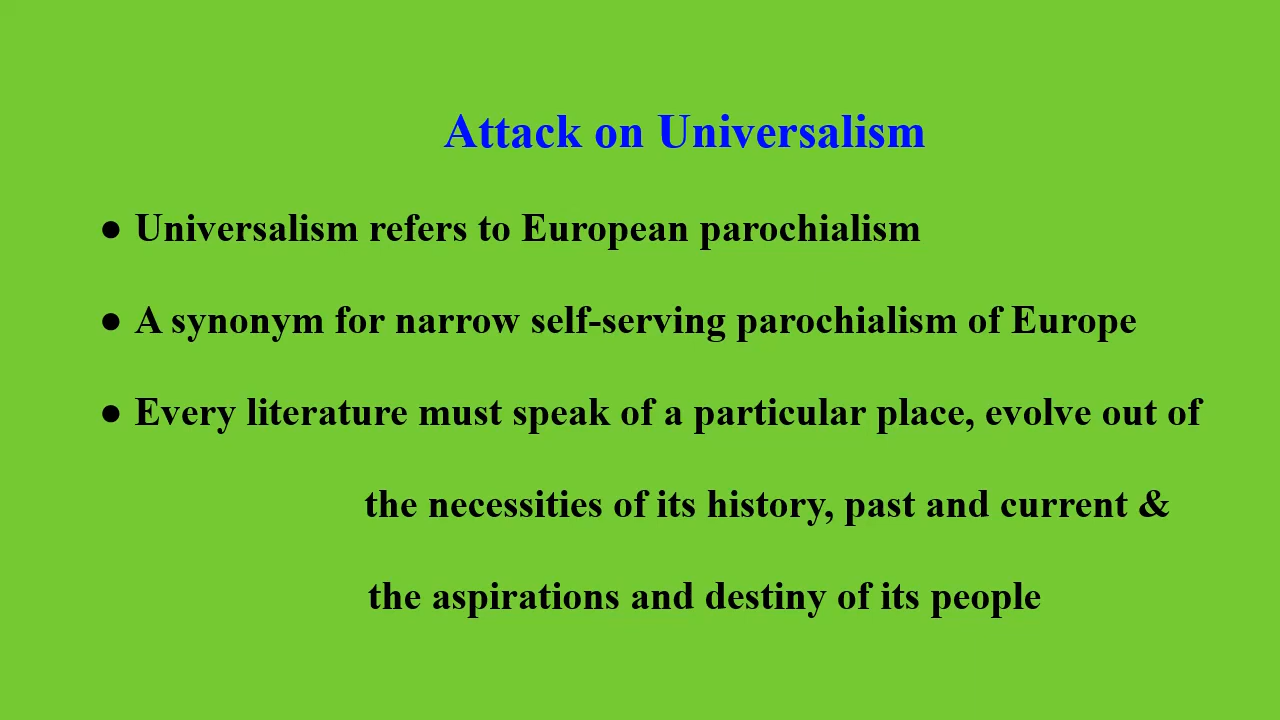 Attack on Universalism
● Universalism refers to European parochialism
● A synonym for narrow self-serving parochialism of Europe
● Every literature must speak of a particular place, evolve out of
the necessities of its history, past and current &
the aspirations and destiny of its people